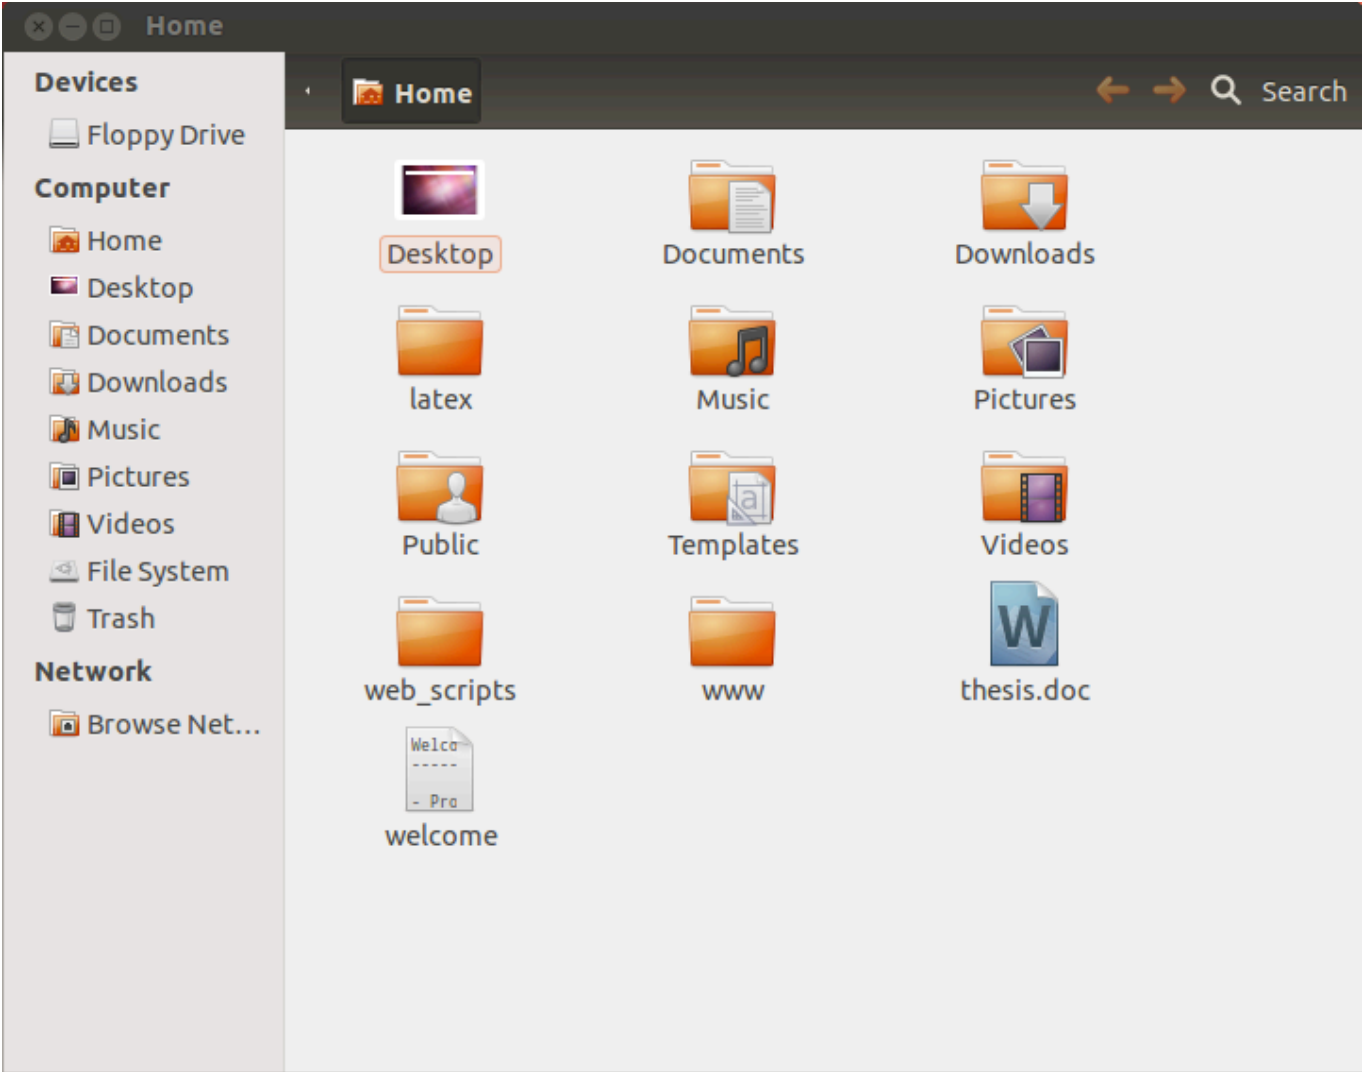 Home
Devices
Floppy Drive
Computer
Home
Desktop
Documents
Downloads
Music
Pictures
Videos
File System
Trash
Network
Browse Net...
Home
Search
Desktop
Documents
Downloads
latex
Music
Pictures
Public
Templates
Videos
W
web_scripts
www
thesis.doc
Welco
-----
- Pro
welcome